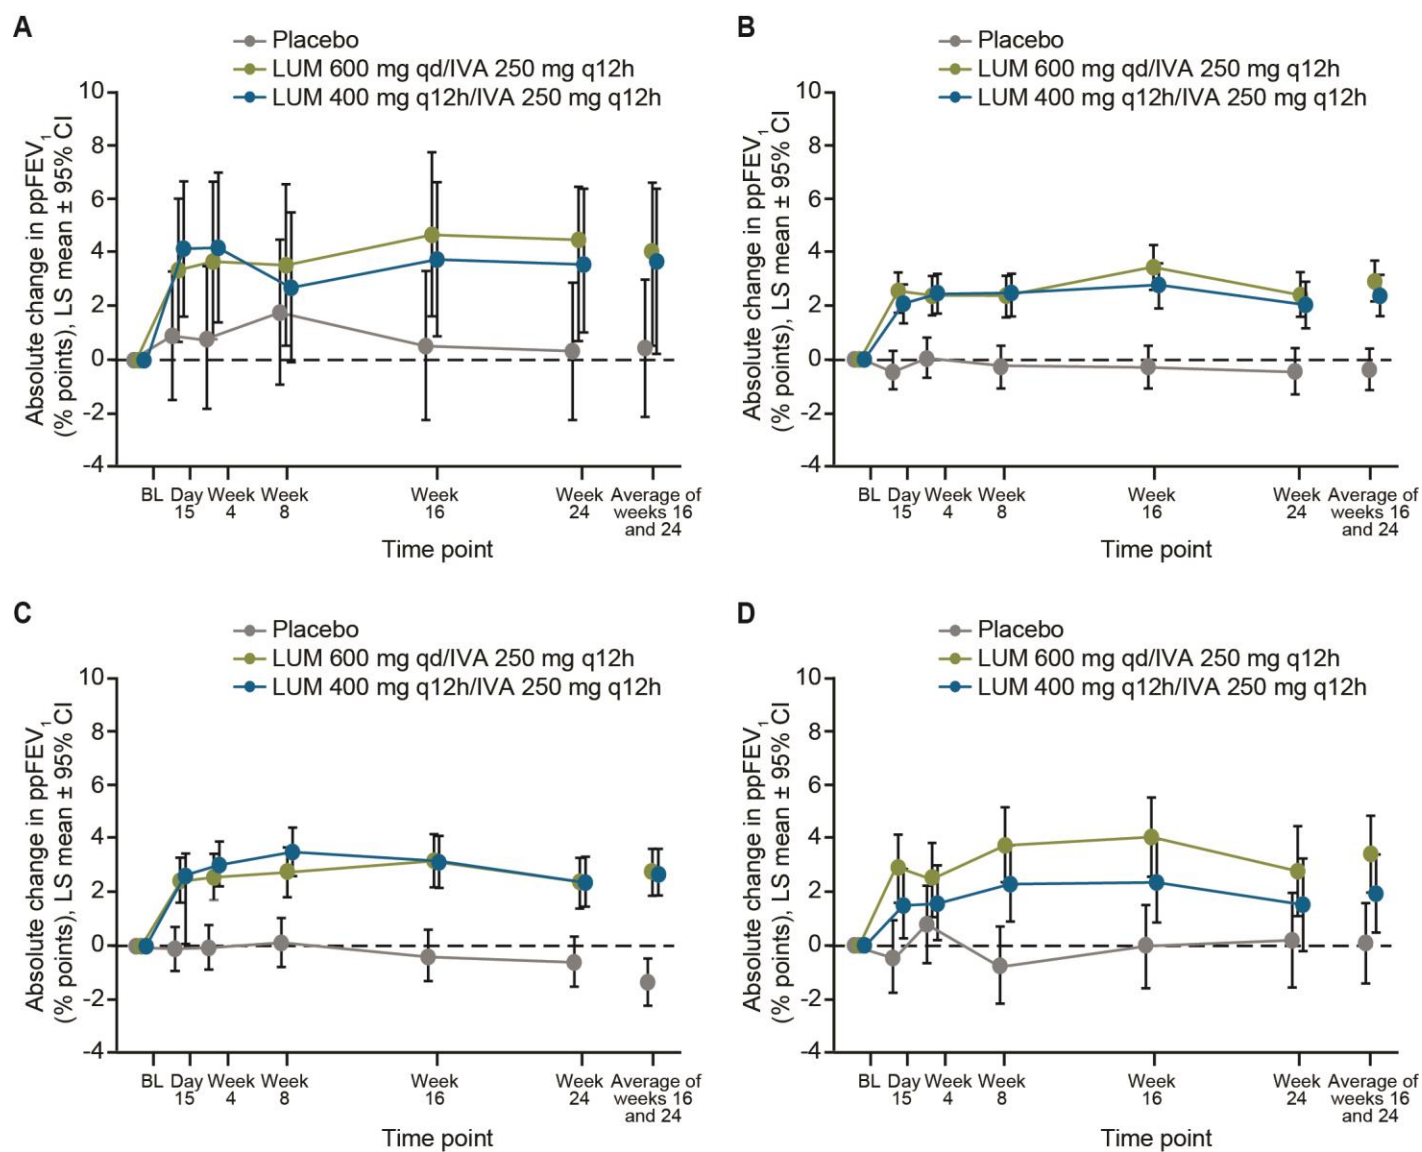 A
Placebo
LUM 600 mg qd/IVA 250 mg q12h
LUM 400 mg q12h/IVA 250 mg q12h
Absolute change in ppFEV1
(% points), LS mean ± 95% CI
10
8
6
4
2
0
-2
-4
BL Day Week Week Week Week Average of
15 4 8 16 24 weeks 16
and 24
Time point
B
Placebo
LUM 600 mg qd/IVA 250 mg q12h
LUM 400 mg q12h/IVA 250 mg q12h
Absolute change in ppFEV1
(% points), LS mean ± 95% CI
10
8
6
4
2
0
-2
-4
BL Day Week Week Week Week Average of
15 4 8 16 24 weeks 16
and 24
Time point
C
Placebo
LUM 600 mg qd/IVA 250 mg q12h
LUM 400 mg q12h/IVA 250 mg q12h
Absolute change in ppFEV1
(% points), LS mean ± 95% CI
10
8
6
4
2
0
-2
-4
BL Day Week Week Week Week Average of
15 4 8 16 24 weeks 16
and 24
Time point
D
Placebo
LUM 600 mg qd/IVA 250 mg q12h
LUM 400 mg q12h/IVA 250 mg q12h
Absolute change in ppFEV1
(% points), LS mean ± 95% CI
10
8
6
4
2
0
-2
-4
BL Day Week Week Week Week Average of
15 4 8 16 24 weeks 16
and 24
Time point